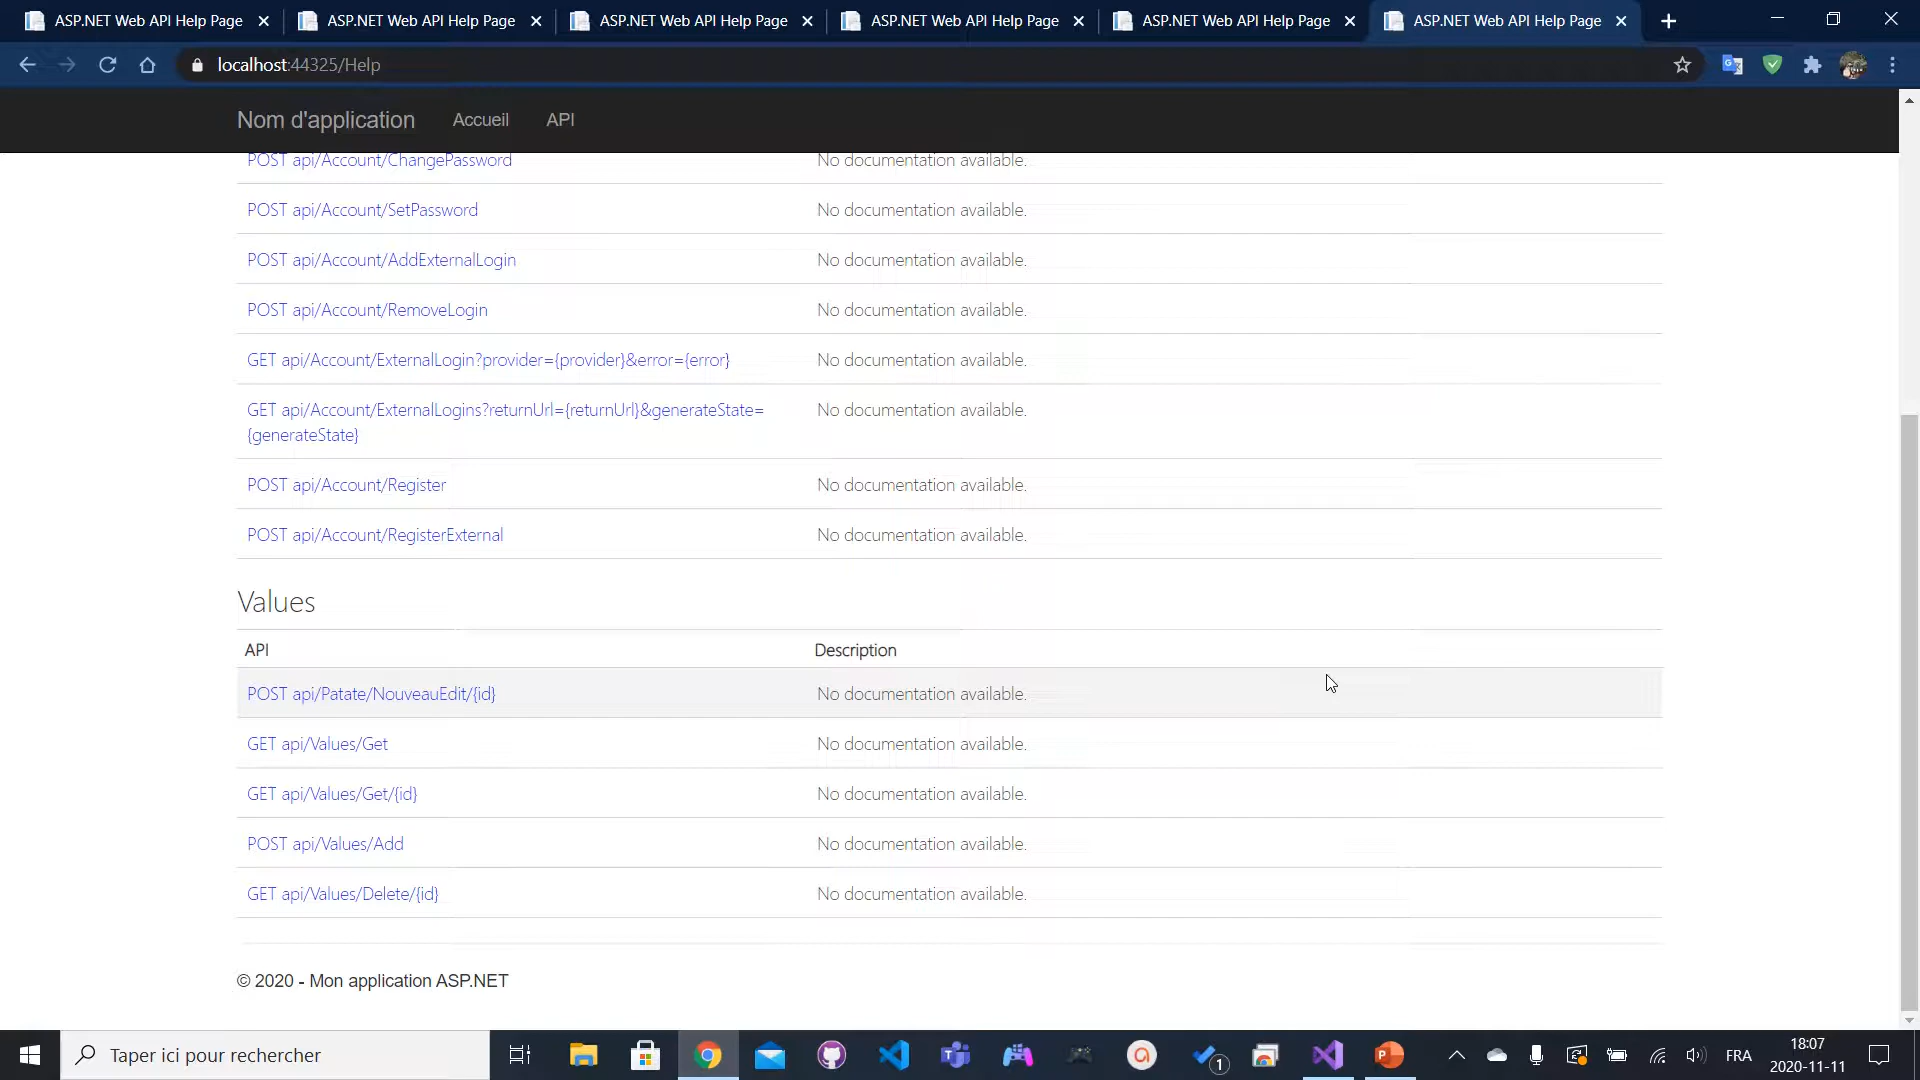 ASP.NET Web API Help Page
ASP.NET Web API Help Page
ASP.NET Web API Help Page
ASP.NET Web API Help Page
ASP.NET Web API Help Page
ASP.NET Web API Help Page
localhost:44325/Help
Nom d'application Accueil API
POST api/Account/ChangePassword No documentation available.
POST api/Account/SetPassword No documentation available.
POST api/Account/AddExternalLogin No documentation available.
POST api/Account/RemoveLogin No documentation available.
GET api/Account/ExternalLogin?provider={provider}&error={error} No documentation available.
GET api/Account/ExternalLogins?returnUrl={returnUrl}&generateState= No documentation available.
{generateState}
POST api/Account/Register No documentation available.
POST api/Account/RegisterExternal No documentation available.
Values
API Description
POST api/Patate/NouveauEdit/{id} No documentation available.
GET api/Values/Get No documentation available.
GET api/Values/Get/{id} No documentation available.
POST api/Values/Add No documentation available.
GET api/Values/Delete/{id} No documentation available.
© 2020 - Mon application ASP.NET
Taper ici pour rechercher
1
FRA
18:07
2020-11-11